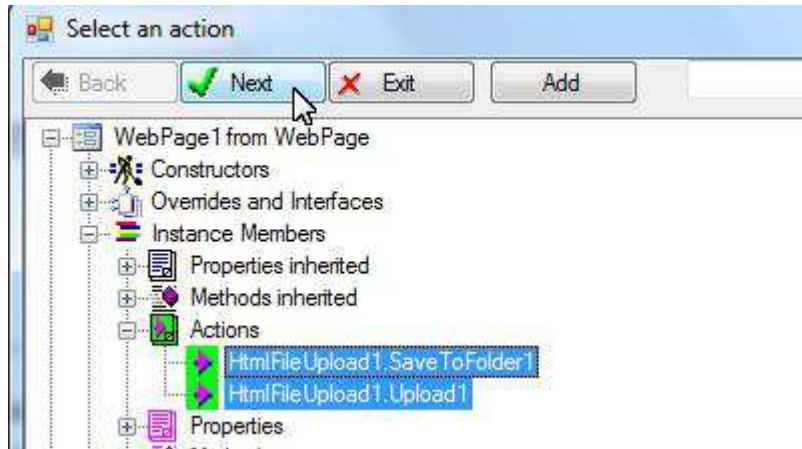 Select an action
Back Next Exit Add
WebPage1 from WebPage
Constructors
Overrides and Interfaces
Instance Members
Properties inherited
Methods inherited
Actions
HtmlFileUpload1.SaveToFolder1
HtmlFileUpload1.Upload1
Properties